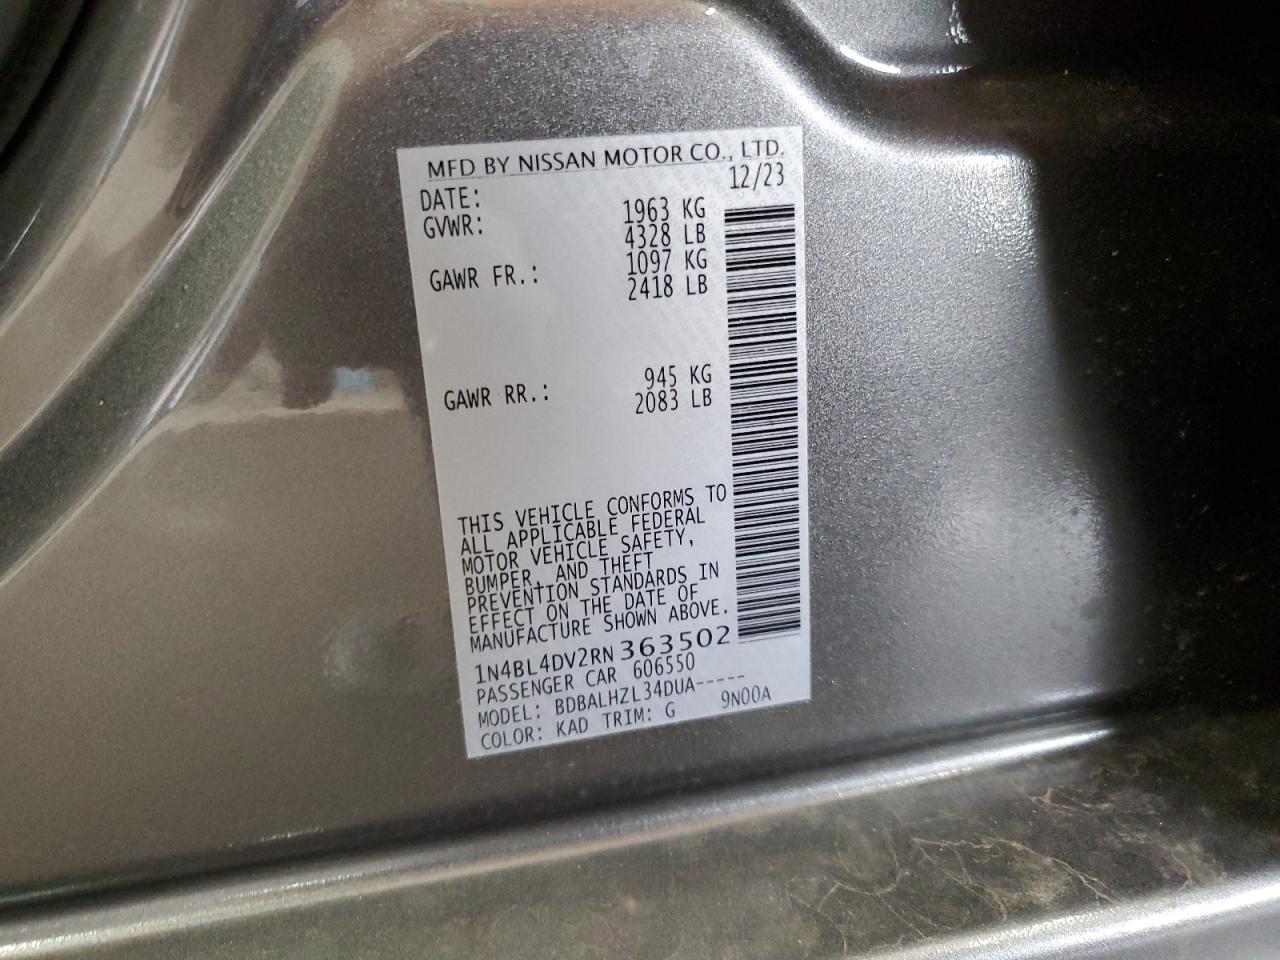 MFD BY NISSAN MOTOR CO., LTD.
DATE: 12/23
GVWR: 1963 KG
4328 LB
GAWR FR.: 1097 KG
2418 LB
GAWR RR.: 945 KG
2083 LB
THIS VEHICLE CONFORMS TO
ALL APPLICABLE FEDERAL
MOTOR VEHICLE SAFETY,
BUMPER, AND THEFT
PREVENTION STANDARDS IN
EFFECT ON THE DATE OF
MANUFACTURE SHOWN ABOVE.
1N4BL4DV2RN363502
PASSENGER CAR 606550
MODEL: BDBALHZL34DUA-----
COLOR: KAD TRIM: G 9N00A